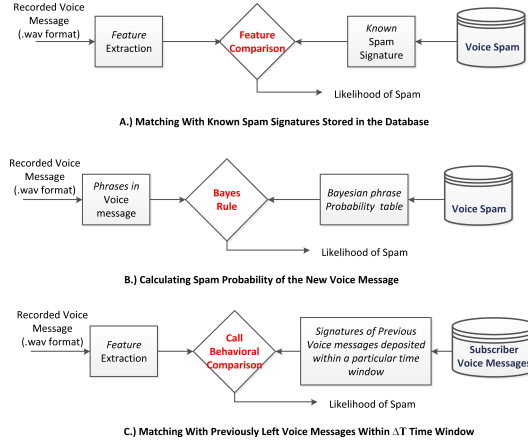 Recorded Voice
Message
(.wav format)
Feature
Extraction
Feature
Comparison
Known
Spam
Signature
Voice Spam
Likelihood of Spam
A.) Matching With Known Spam Signatures Stored in the Database
Recorded Voice
Message
(.wav format)
Phrases in
Voice
message
Bayes
Rule
Bayesian phrase
Probability table
Voice Spam
Likelihood of Spam
B.) Calculating Spam Probability of the New Voice Message
Recorded Voice
Message
(.wav format)
Feature
Extraction
Call
Behavioral
Comparison
Signatures of Previous
Voice messages deposited
within a particular time
window
Subscriber
Voice Messages
Likelihood of Spam
C.) Matching With Previously Left Voice Messages Within ΔT Time Window